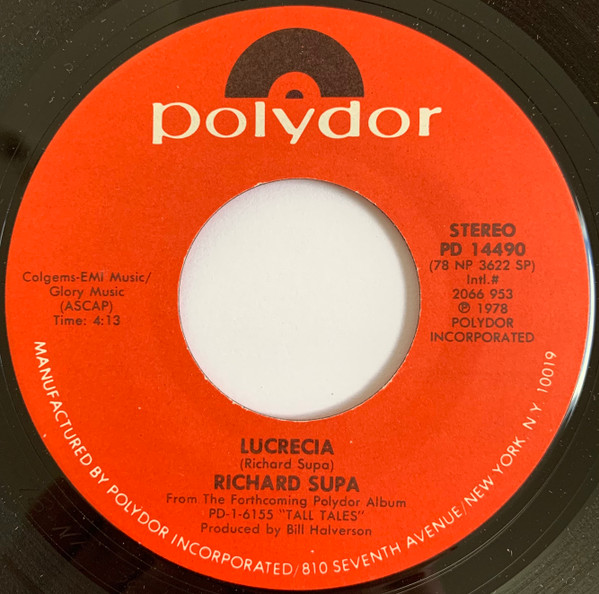 polydor
STEREO
PD 14490
(78 NP 3622 SP)
Intl.#
2066 953
℗ 1978
POLYDOR
INCORPORATED
Colgems-EMI Music/
Glory Music
(ASCAP)
Time: 4:13
LUCRECIA
(Richard Supa)
RICHARD SUPA
From The Forthcoming Polydor Album
PD-1-6155 "TALL TALES"
Produced by Bill Halverson
MANUFACTURED BY POLYDOR INCORPORATED/810 SEVENTH AVENUE/NEW YORK, N.Y. 10019